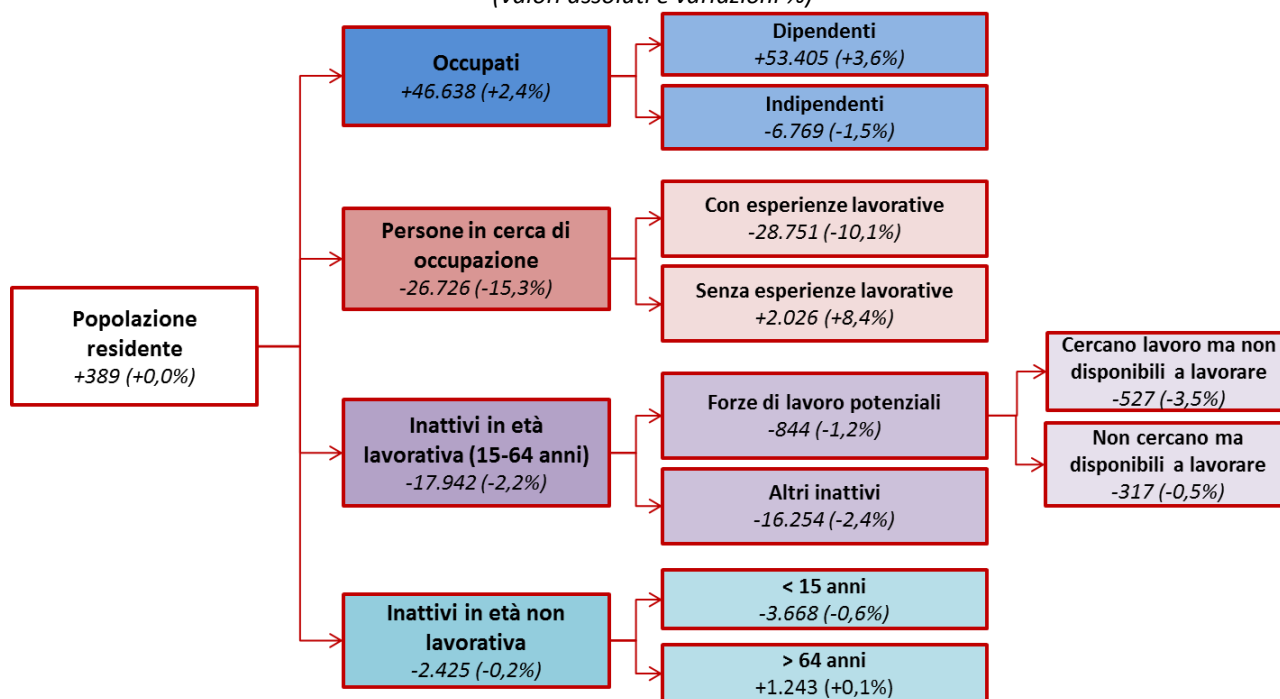 (valori assoluti e variazioni %)
Popolazione
residente
+389 (+0,0%)
Occupati
+46.638 (+2,4%)
Dipendenti
+53.405 (+3,6%)
Indipendenti
-6.769 (-1,5%)
Persone in cerca di
occupazione
-26.726 (-15,3%)
Con esperienze lavorative
-28.751 (-10,1%)
Senza esperienze lavorative
+2.026 (+8,4%)
Inattivi in età
lavorativa (15-64 anni)
-17.942 (-2,2%)
Forze di lavoro potenziali
-844 (-1,2%)
Cercano lavoro ma non
disponibili a lavorare
-527 (-3,5%)
Non cercano ma
disponibili a lavorare
-317 (-0,5%)
Altri inattivi
-16.254 (-2,4%)
Inattivi in età non
lavorativa
-2.425 (-0,2%)
< 15 anni
-3.668 (-0,6%)
> 64 anni
+1.243 (+0,1%)